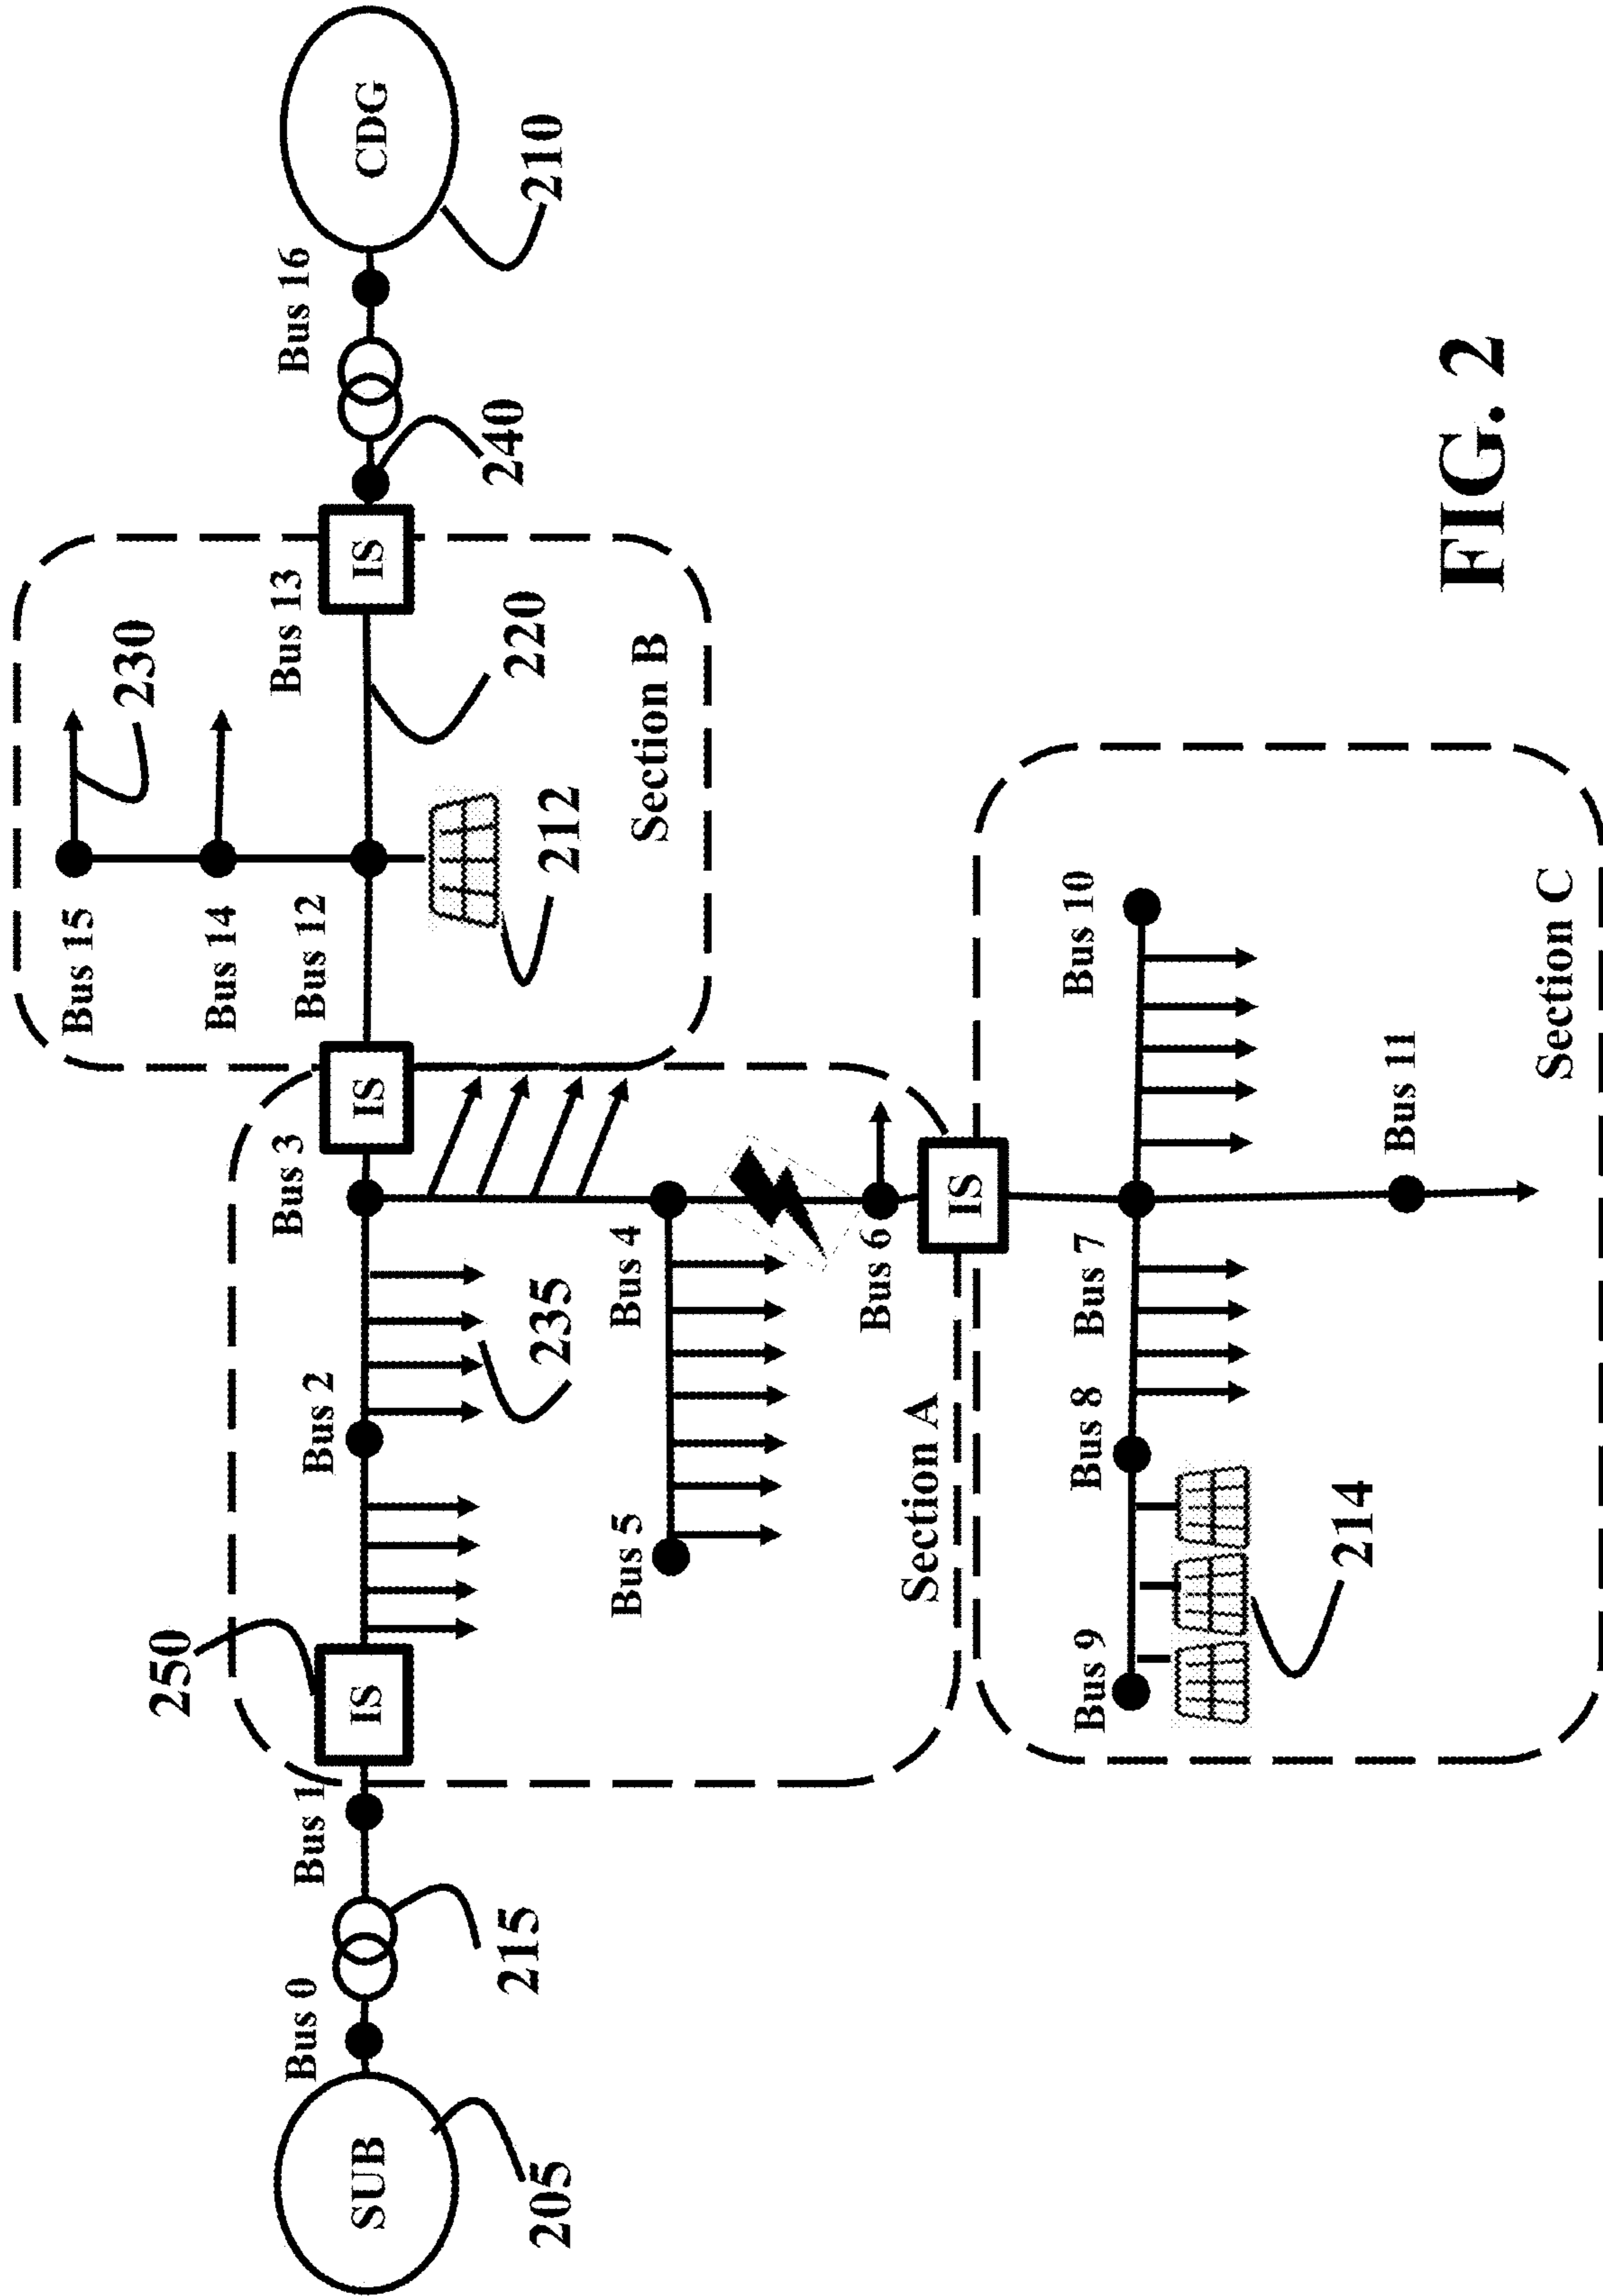 SUB
205
Bus 0
215
Bus 1
250
IS
Bus 2
235
Bus 3
IS
Bus 4
Bus 5
Bus 6
Section A
IS
Bus 15
Bus 14
Bus 12
230
212
Bus 13
IS
220
Section B
240
Bus 16
CDG
210
Bus 9
Bus 8
Bus 7
Bus 10
214
Bus 11
Section C
FIG. 2